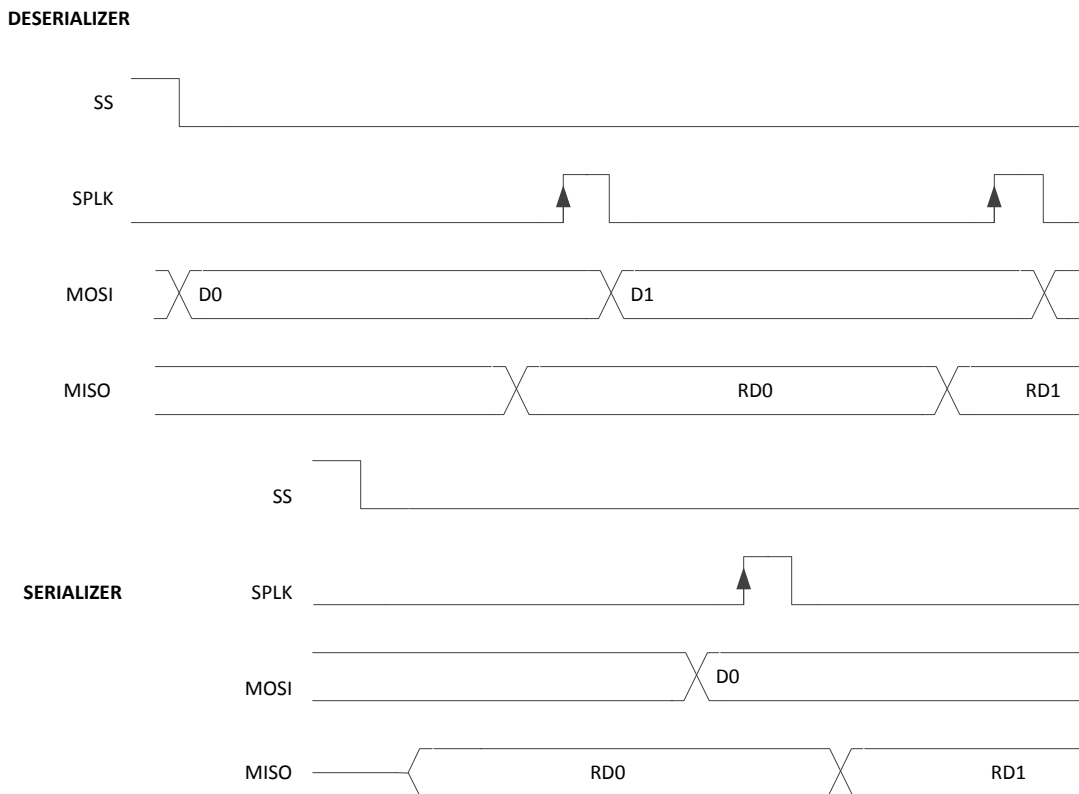 DESERIALIZER
SS
SPLK
MOSI
D0
D1
MISO
RD0
RD1
SS
SERIALIZER
SPLK
MOSI
D0
MISO
RD0
RD1